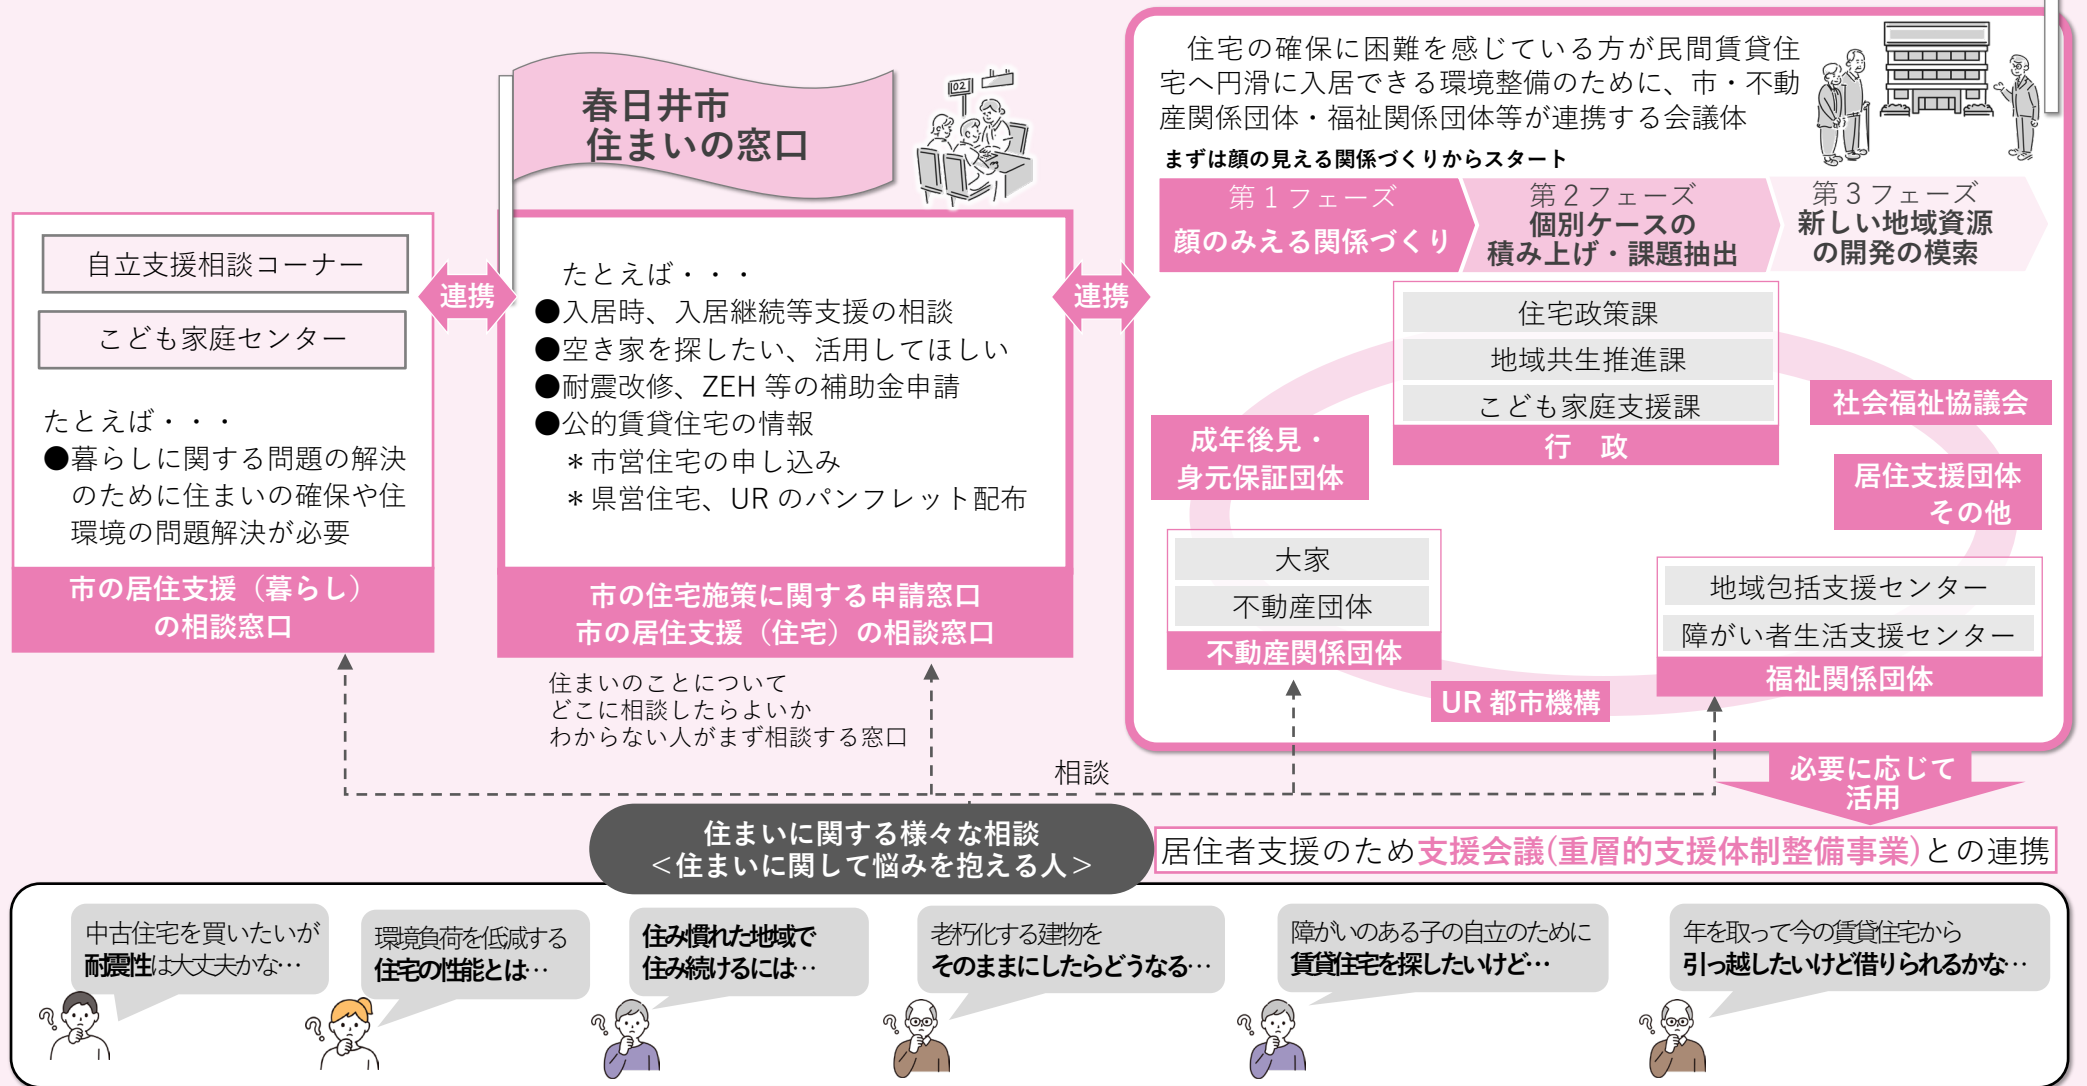 春日井市
住まいの窓口
02
自立支援相談コーナー
こども家庭センター
たとえば・・・
●暮らしに関する問題の解決
のために住まいの確保や住
環境の問題解決が必要
市の居住支援（暮らし）
の相談窓口
連携
たとえば・・・
●入居時、入居継続等支援の相談
●空き家を探したい、活用してほしい
●耐震改修、ZEH 等の補助金申請
●公的賃貸住宅の情報
＊市営住宅の申し込み
＊県営住宅、UR のパンフレット配布
市の住宅施策に関する申請窓口
市の居住支援（住宅）の相談窓口
住まいのことについて
どこに相談したらよいか
わからない人がまず相談する窓口
連携
住宅の確保に困難を感じている方が民間賃貸住
宅へ円滑に入居できる環境整備のために、市・不動
産関係団体・福祉関係団体等が連携する会議体
まずは顔の見える関係づくりからスタート
第１フェーズ
顔のみえる関係づくり
第２フェーズ
個別ケースの
積み上げ・課題抽出
第３フェーズ
新しい地域資源
の開発の模索
住宅政策課
地域共生推進課
こども家庭支援課
行　政
社会福祉協議会
成年後見・
身元保証団体
居住支援団体
その他
大家
不動産団体
不動産関係団体
地域包括支援センター
障がい者生活支援センター
福祉関係団体
UR 都市機構
相談
必要に応じて
活用
居住者支援のため支援会議(重層的支援体制整備事業)との連携
住まいに関する様々な相談
＜住まいに関して悩みを抱える人＞
中古住宅を買いたいが
耐震性は大丈夫かな…
環境負荷を低減する
住宅の性能とは…
住み慣れた地域で
住み続けるには…
老朽化する建物を
そのままにしたらどうなる…
障がいのある子の自立のために
賃貸住宅を探したいけど…
年を取って今の賃貸住宅から
引っ越したいけど借りられるかな…